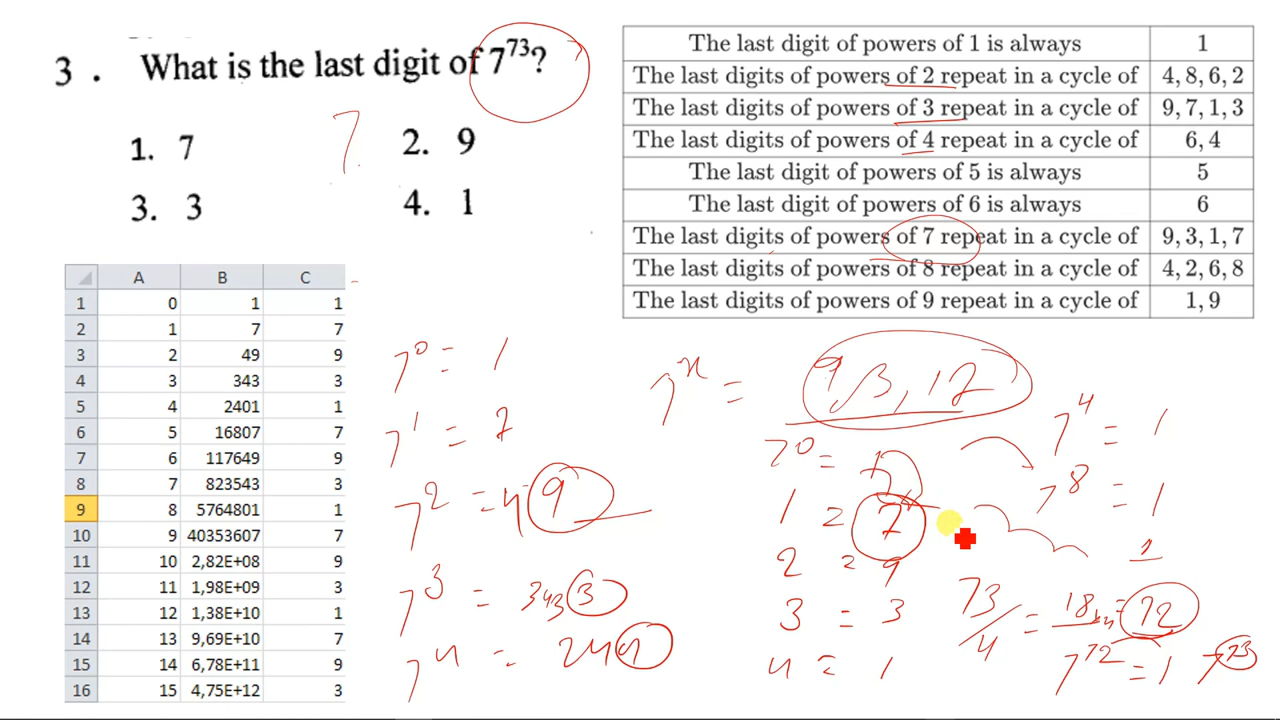 3 . What is the last digit of 7^73?
1. 7
2. 9
3. 3
4. 1
7
The last digit of powers of 1 is always 1
The last digits of powers of 2 repeat in a cycle of 4, 8, 6, 2
The last digits of powers of 3 repeat in a cycle of 9, 7, 1, 3
The last digits of powers of 4 repeat in a cycle of 6, 4
The last digit of powers of 5 is always 5
The last digit of powers of 6 is always 6
The last digits of powers of 7 repeat in a cycle of 9, 3, 1, 7
The last digits of powers of 8 repeat in a cycle of 4, 2, 6, 8
The last digits of powers of 9 repeat in a cycle of 1, 9
A B C
1 0 1 1
2 1 7 7
3 2 49 9
4 3 343 3
5 4 2401 1
6 5 16807 7
7 6 117649 9
8 7 823543 3
9 8 5764801 1
10 9 40353607 7
11 10 2,82E+08 9
12 11 1,98E+09 3
13 12 1,38E+10 1
14 13 9,69E+10 7
15 14 6,78E+11 9
16 15 4,75E+12 3
7^0 = 1
7^1 = 7
7^2 = 49
7^3 = 343 3
7^4 = 2401
7^x = 9,3,1 7
7^0 =
1 = 7
2 = 9
3 = 3
4 = 1
7^4 = 1
7^8 = 1
73/4 = 18 = 72
7^72 = 1 7^73